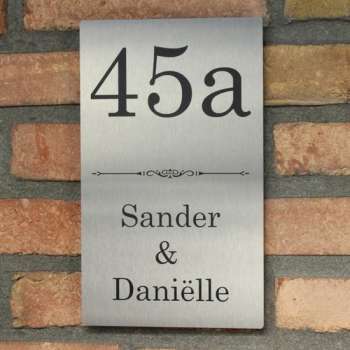 45a
Sander
&
Daniëlle